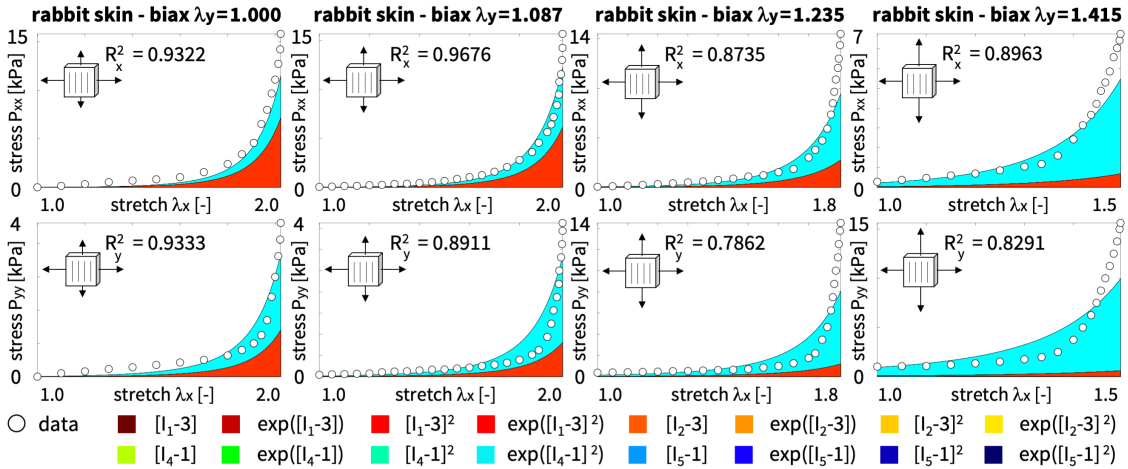 rabbit skin - biax λy=1.000 rabbit skin - biax λy=1.087 rabbit skin - biax λy=1.235 rabbit skin - biax λy=1.415
15
stress Pxx [kPa]
0
R²x = 0.9322
1.0 stretch λx [-] 2.0
15
stress Pxx [kPa]
0
R²x = 0.9676
1.0 stretch λx [-] 2.0
14
stress Pxx [kPa]
0
R²x = 0.8735
1.0 stretch λx [-] 1.8
7
stress Pxx [kPa]
0
R²x = 0.8963
1.0 stretch λx [-] 1.5
4
stress Pyy [kPa]
0
R²y = 0.9333
1.0 stretch λx [-] 2.0
4
stress Pyy [kPa]
0
R²y = 0.8911
1.0 stretch λx [-] 2.0
14
stress Pyy [kPa]
0
R²y = 0.7862
1.0 stretch λx [-] 1.8
15
stress Pyy [kPa]
0
R²y = 0.8291
1.0 stretch λx [-] 1.5
data [I₁-3] exp([I₁-3]) [I₁-3]² exp([I₁-3]²) [I₂-3] exp([I₂-3]) [I₂-3]² exp([I₂-3]²)
[I₄-1] exp([I₄-1]) [I₄-1]² exp([I₄-1]²) [I₅-1] exp([I₅-1]) [I₅-1]² exp([I₅-1]²)